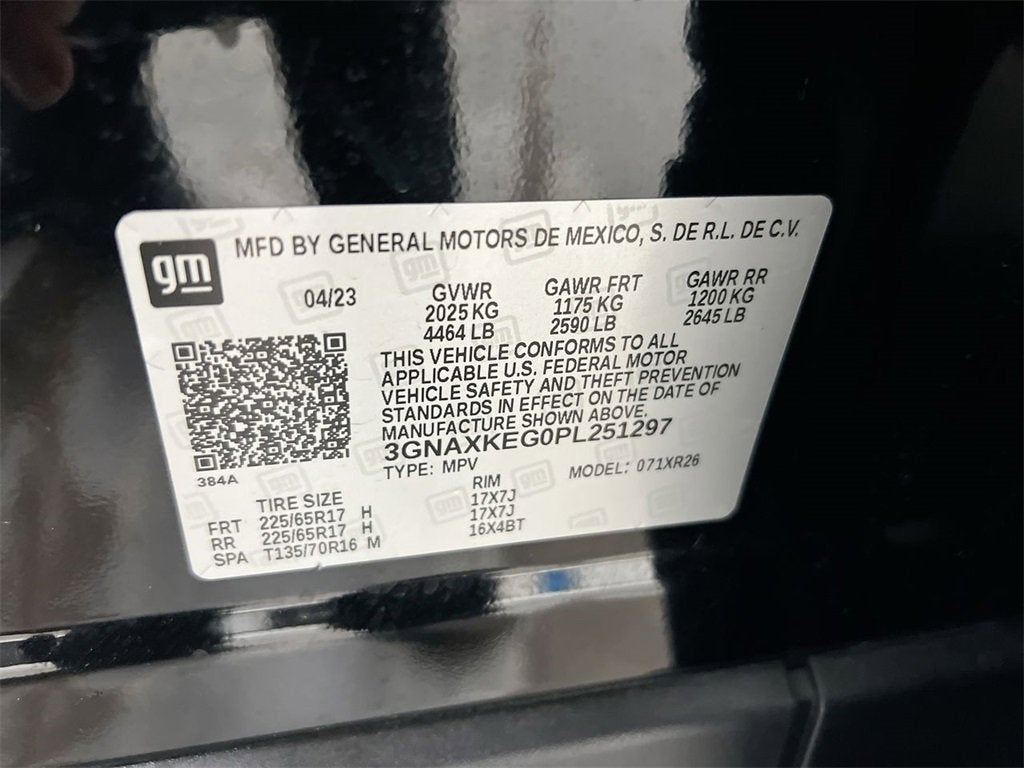 gm
MFD BY GENERAL MOTORS DE MEXICO, S. DE R.L. DE C.V.
04/23 GVWR GAWR FRT GAWR RR
2025 KG 1175 KG 1200 KG
4464 LB 2590 LB 2645 LB
THIS VEHICLE CONFORMS TO ALL
APPLICABLE U.S. FEDERAL MOTOR
VEHICLE SAFETY AND THEFT PREVENTION
STANDARDS IN EFFECT ON THE DATE OF
MANUFACTURE SHOWN ABOVE.
3GNAXKEG0PL251297
384A TYPE: MPV MODEL: 071XR26
TIRE SIZE RIM
FRT 225/65R17 H 17X7J
RR 225/65R17 H 17X7J
SPA T135/70R16 M 16X4BT